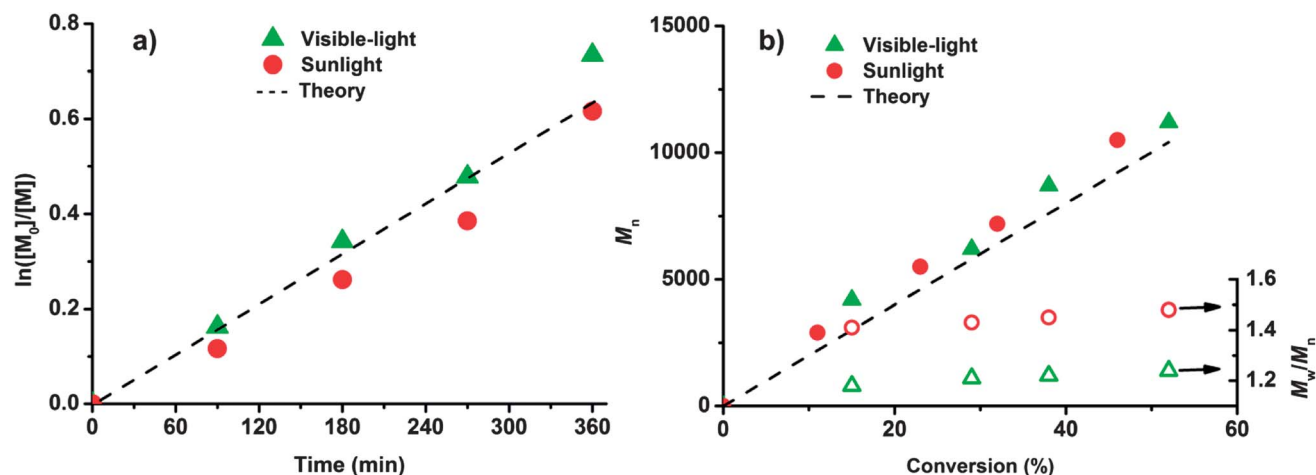 a)
Visible-light
Sunlight
Theory
0.8
0.6
0.4
0.2
0.0
ln([M₀]/[M])
0 60 120 180 240 300 360
Time (min)
b)
Visible-light
Sunlight
Theory
15000
10000
5000
0
Mₙ
1.6
1.4
1.2
M_w/Mₙ
0 20 40 60
Conversion (%)